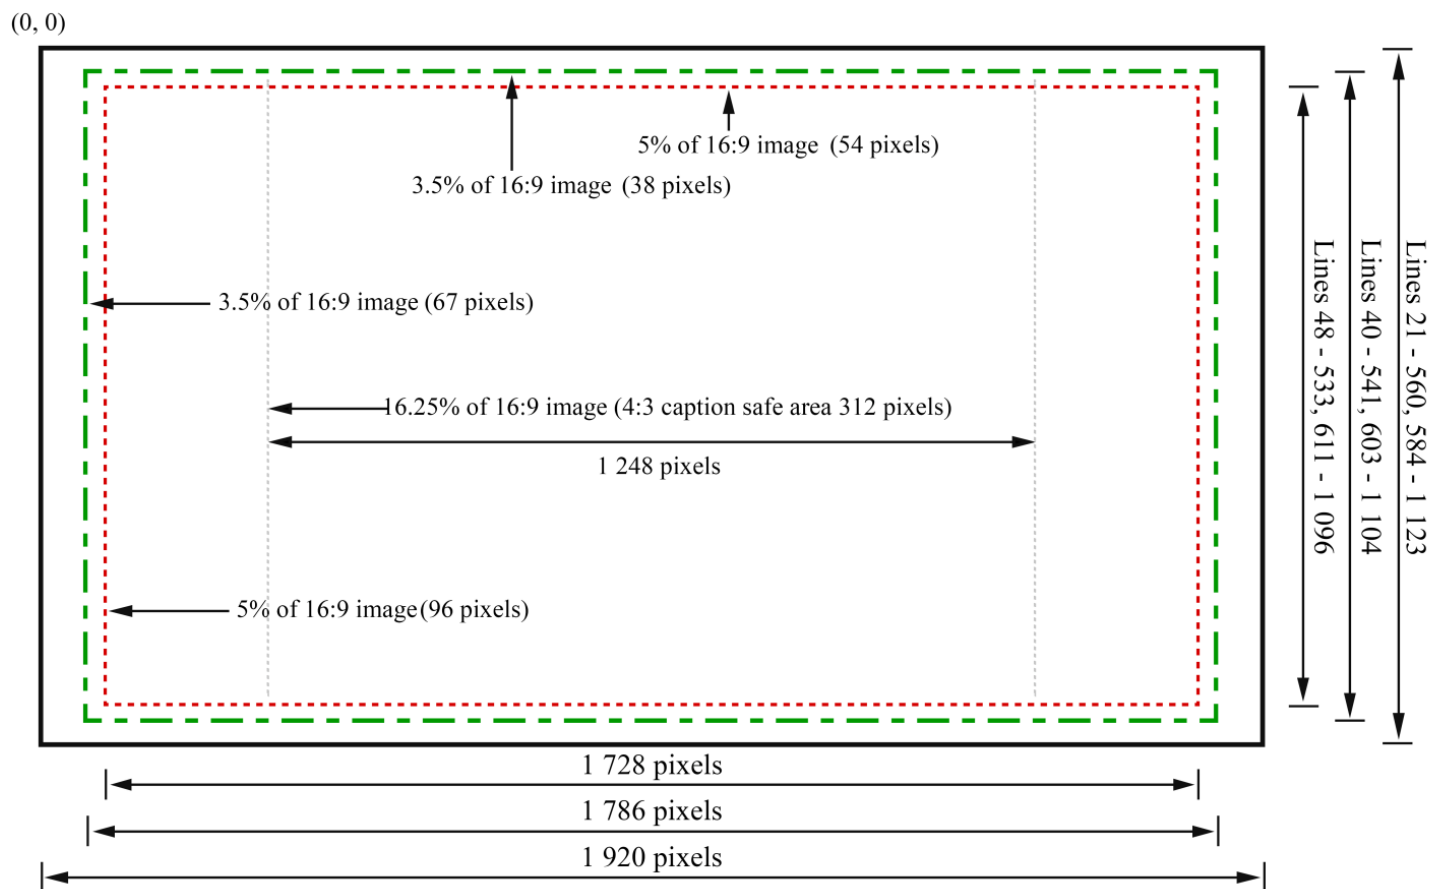 (0, 0)
5% of 16:9 image (54 pixels)
3.5% of 16:9 image (38 pixels)
3.5% of 16:9 image (67 pixels)
16.25% of 16:9 image (4:3 caption safe area 312 pixels)
1 248 pixels
5% of 16:9 image (96 pixels)
Lines 48 - 533, 611 - 1 096
Lines 40 - 541, 603 - 1 104
Lines 21 - 560, 584 - 1 123
1 728 pixels
1 786 pixels
1 920 pixels